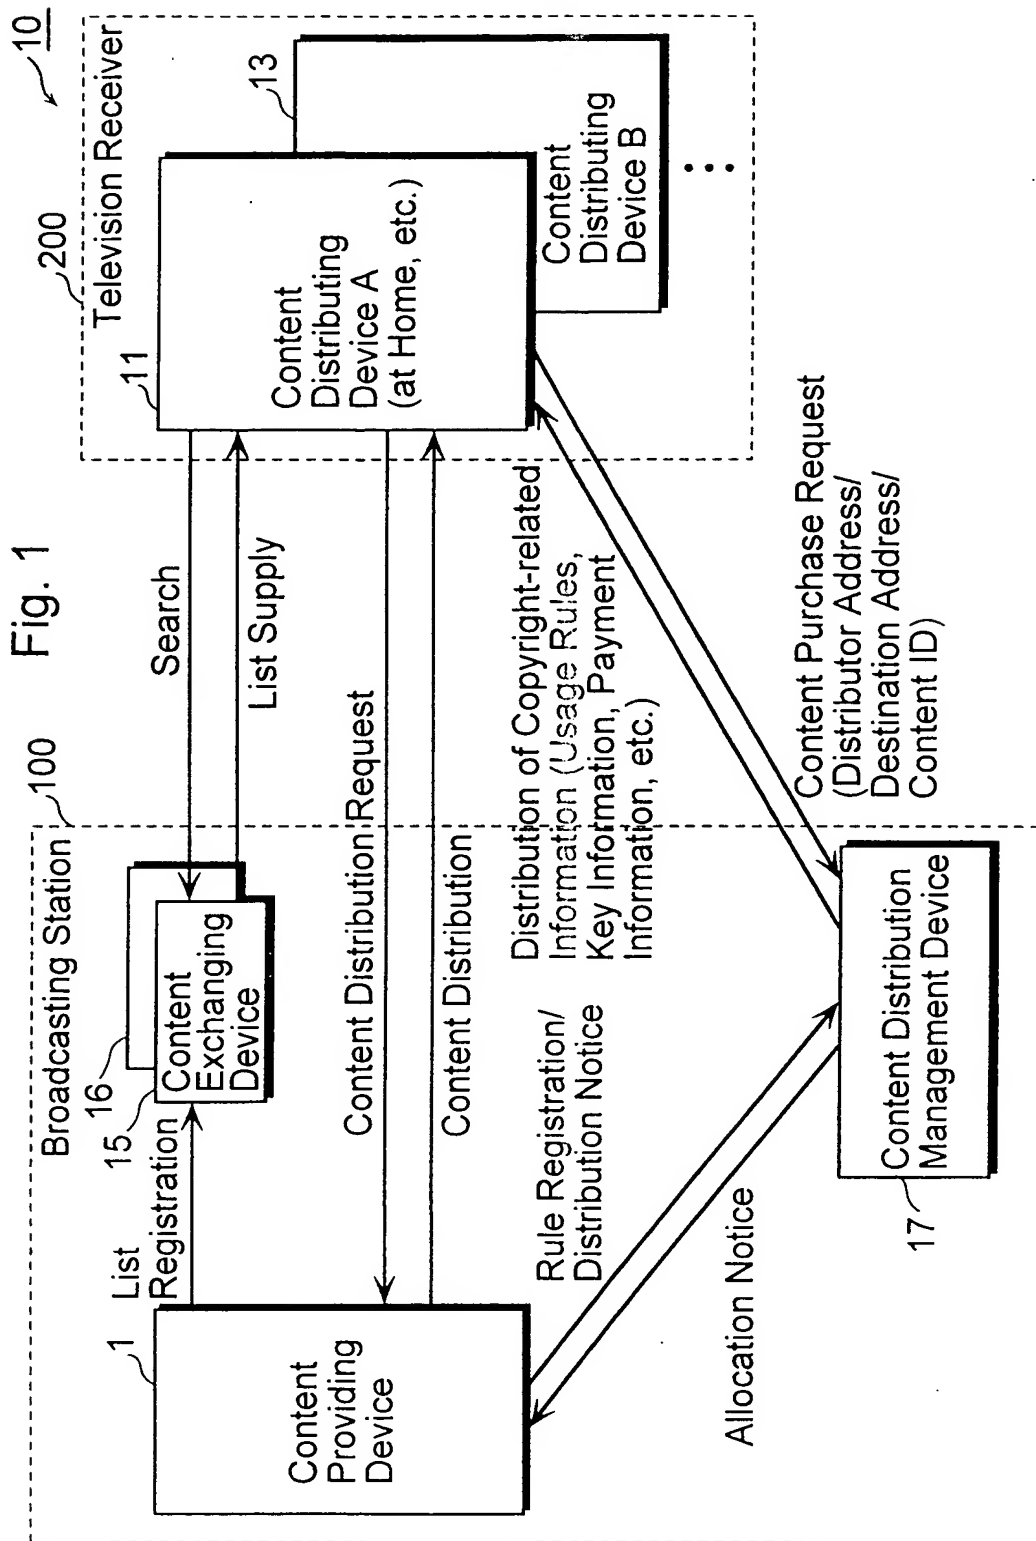 Fig. 1
10
100
Broadcasting Station
200
Television Receiver
1
Content
Providing
Device
List
Registration
16
15
Content
Exchanging
Device
Search
List Supply
11
Content
Distributing
Device A
(at Home, etc.)
13
Content
Distributing
Device B
Content Distribution Request
Content Distribution
Rule Registration/
Distribution Notice
Allocation Notice
Distribution of Copyright-related
Information (Usage Rules,
Key Information, Payment
Information, etc.)
Content Purchase Request
(Distributor Address/
Destination Address/
Content ID)
17
Content Distribution
Management Device